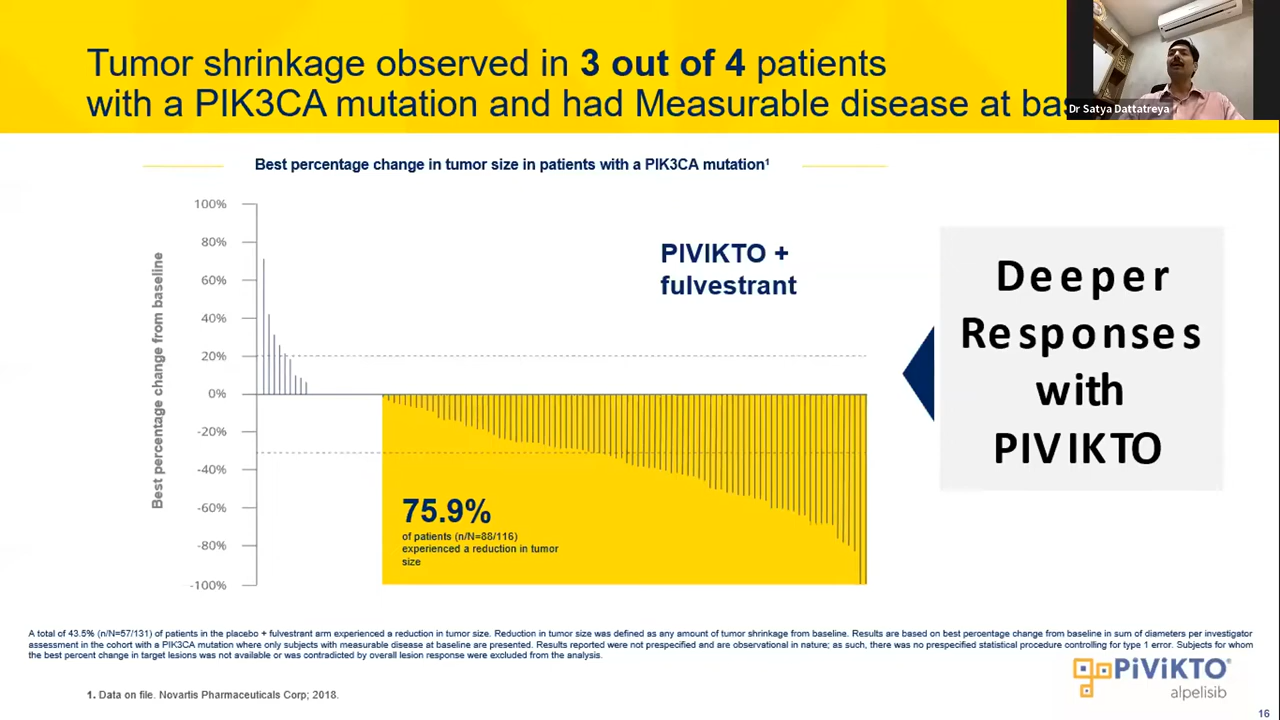 Tumor shrinkage observed in 3 out of 4 patients
with a PIK3CA mutation and had Measurable disease at
Dr Satya Dattatreya
Best percentage change in tumor size in patients with a PIK3CA mutation¹
Best percentage change from baseline
100%
80%
60%
40%
20%
0%
-20%
-40%
-60%
-80%
-100%
PIVIKTO +
fulvestrant
75.9%
of patients (n/N=88/116)
experienced a reduction in tumor
size
Deeper
Responses
with
PIVIKTO
A total of 43.5% (n/N=57/131) of patients in the placebo + fulvestrant arm experienced a reduction in tumor size. Reduction in tumor size was defined as any amount of tumor shrinkage from baseline. Results are based on best percentage change from baseline in sum of diameters per investigator
assessment in the cohort with a PIK3CA mutation where only subjects with measurable disease at baseline are presented. Results reported were not prespecified and are observational in nature; as such, there was no prespecified statistical procedure controlling for type 1 error. Subjects for whom
the best percent change in target lesions was not available or was contradicted by overall lesion response were excluded from the analysis.
PiVikTO®
alpelisib
1. Data on file. Novartis Pharmaceuticals Corp; 2018.
16